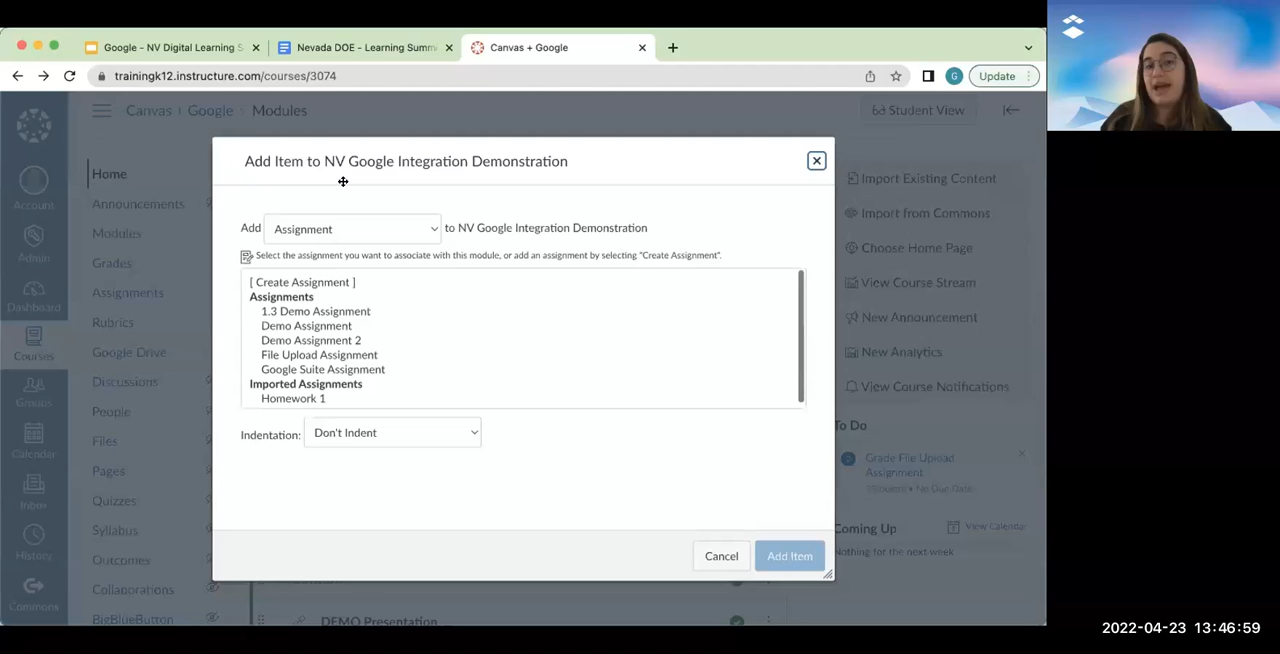 Google - NV Digital Learning S
Nevada DOE - Learning Summ
Canvas + Google
trainingk12.instructure.com/courses/3074
G
Update
Canvas + Google > Modules
Student View
Add Item to NV Google Integration Demonstration
Add Assignment to NV Google Integration Demonstration
Select the assignment you want to associate with this module, or add an assignment by selecting "Create Assignment".
[ Create Assignment ]
Assignments
1.3 Demo Assignment
Demo Assignment
Demo Assignment 2
File Upload Assignment
Google Suite Assignment
Imported Assignments
Homework 1
Indentation: Don't Indent
Cancel
Add Item
Account
Admin
Dashboard
Courses
Groups
Calendar
Inbox
History
Commons
Home
Announcements
Modules
Grades
Assignments
Rubrics
Google Drive
Discussions
People
Files
Pages
Quizzes
Syllabus
Outcomes
Collaborations
BigBlueButton
Import Existing Content
Import from Commons
Choose Home Page
View Course Stream
New Announcement
New Analytics
View Course Notifications
To Do
Grade File Upload
Assignment
No Due Date
Coming Up
View Calendar
Nothing for the next week
DEMO Presentation
2022-04-23 13:46:59